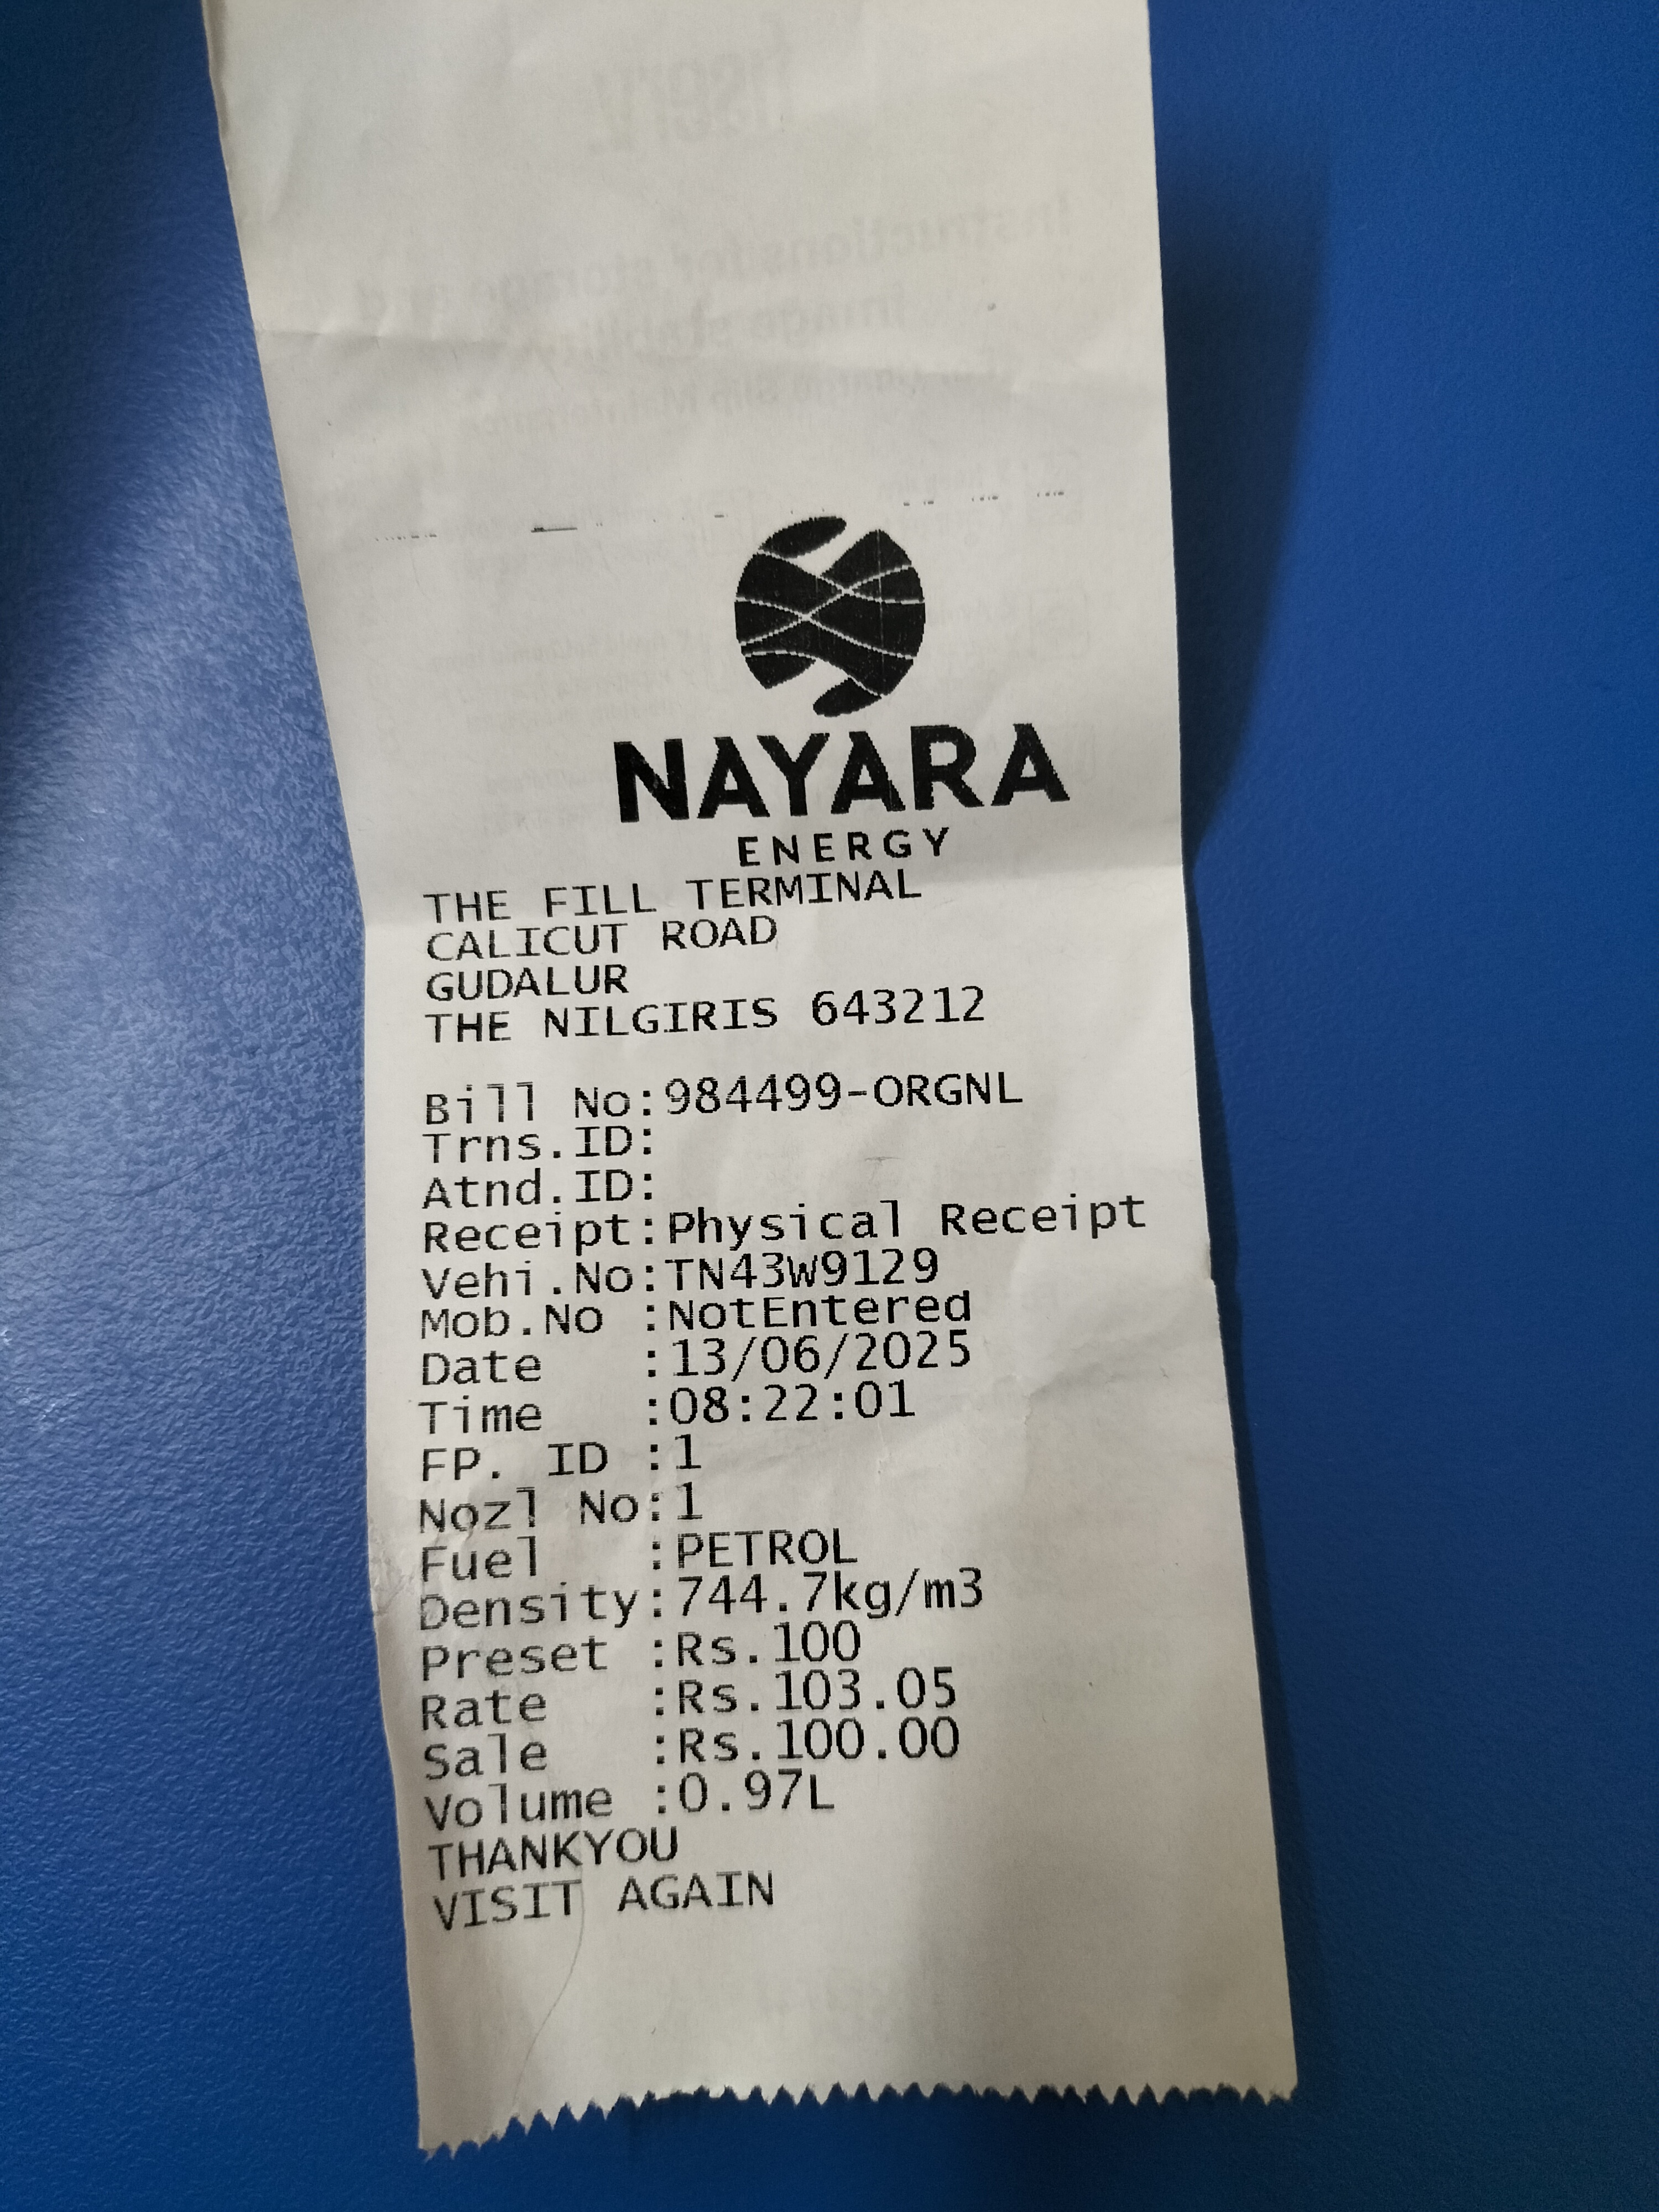 NAYARA
ENERGY
THE FILL TERMINAL
CALICUT ROAD
GUDALUR
THE NILGIRIS 643212
Bill No:984499-ORGNL
Trns.ID:
Atnd.ID:
Receipt:Physical Receipt
Vehi.No:TN43W9129
Mob.No :NotEntered
Date :13/06/2025
Time :08:22:01
FP. ID :1
Nozl No:1
Fuel :PETROL
Density:744.7kg/m3
Preset :Rs.100
Rate :Rs.103.05
Sale :Rs.100.00
Volume :0.97L
THANKYOU
VISIT AGAIN